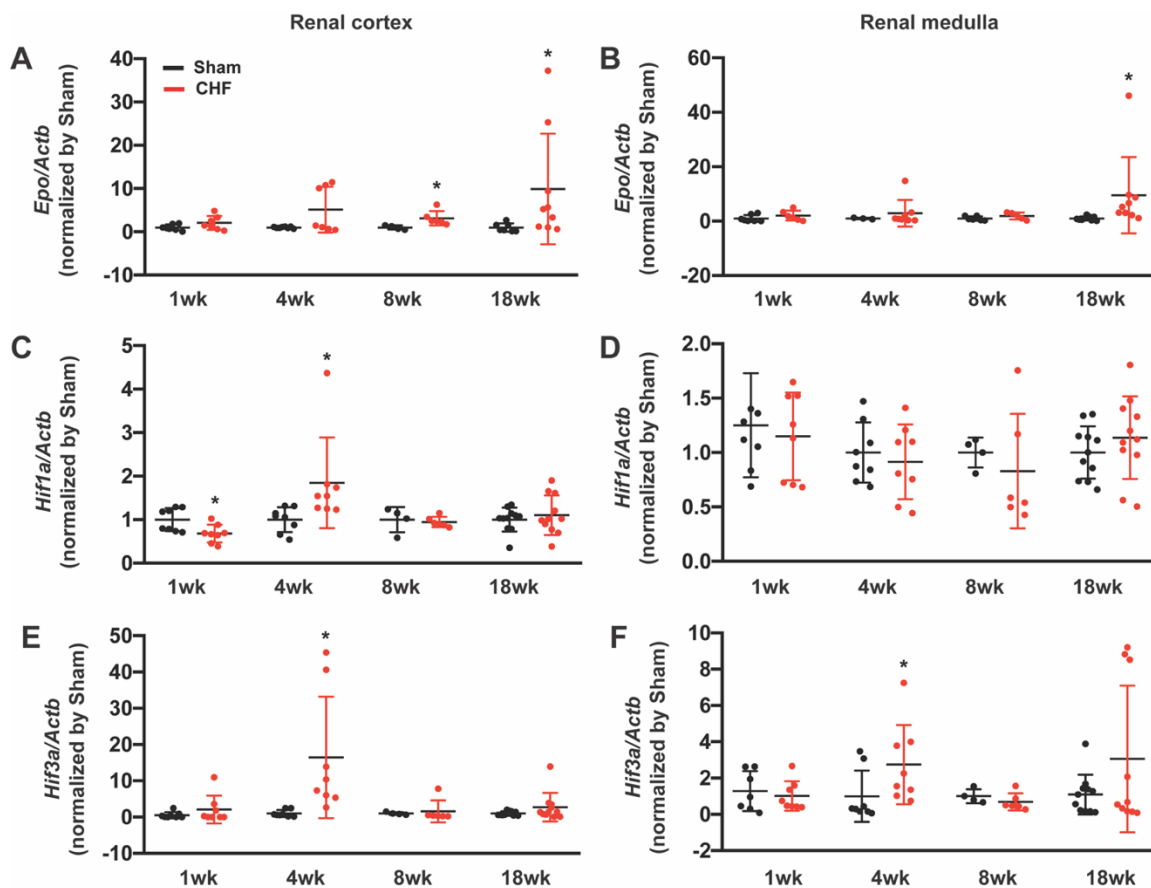 Renal cortex
Renal medulla
A
Epo/Actb
(normalized by Sham)
40
30
20
10
0
-10
Sham
CHF
*
*
1wk 4wk 8wk 18wk
B
Epo/Actb
(normalized by Sham)
60
40
20
0
-20
*
1wk 4wk 8wk 18wk
C
Hif1a/Actb
(normalized by Sham)
5
4
3
2
1
0
*
*
1wk 4wk 8wk 18wk
D
Hif1a/Actb
(normalized by Sham)
2.0
1.5
1.0
0.5
0.0
1wk 4wk 8wk 18wk
E
Hif3a/Actb
(normalized by Sham)
50
40
30
20
10
0
-10
*
1wk 4wk 8wk 18wk
F
Hif3a/Actb
(normalized by Sham)
10
8
6
4
2
0
-2
*
1wk 4wk 8wk 18wk